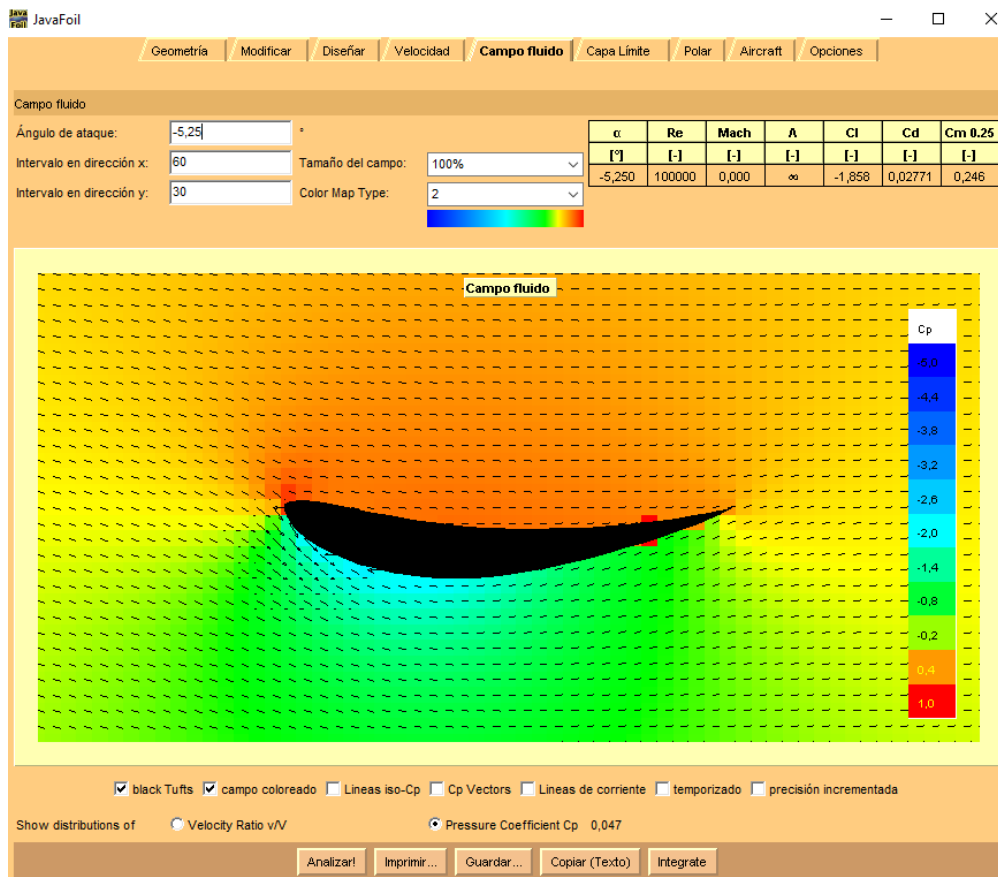 Java Foil JavaFoil
Geometría Modificar Diseñar Velocidad Campo fluido Capa Límite Polar Aircraft Opciones
Campo fluido
Ángulo de ataque: -5,25 °
Intervalo en dirección x: 60 Tamaño del campo: 100%
Intervalo en dirección y: 30 Color Map Type: 2
α Re Mach Λ Cl Cd Cm 0.25
[°] [-] [-] [-] [-] [-] [-]
-5,250 100000 0,000 ∞ -1,858 0,02771 0,246
Campo fluido
Cp
-5,0
-4,4
-3,8
-3,2
-2,6
-2,0
-1,4
-0,8
-0,2
0,4
1,0
black Tufts campo coloreado Lineas iso-Cp Cp Vectors Lineas de corriente temporizado precisión incrementada
Show distributions of Velocity Ratio v/V Pressure Coefficient Cp 0,047
Analizar! Imprimir... Guardar... Copiar (Texto) Integrate